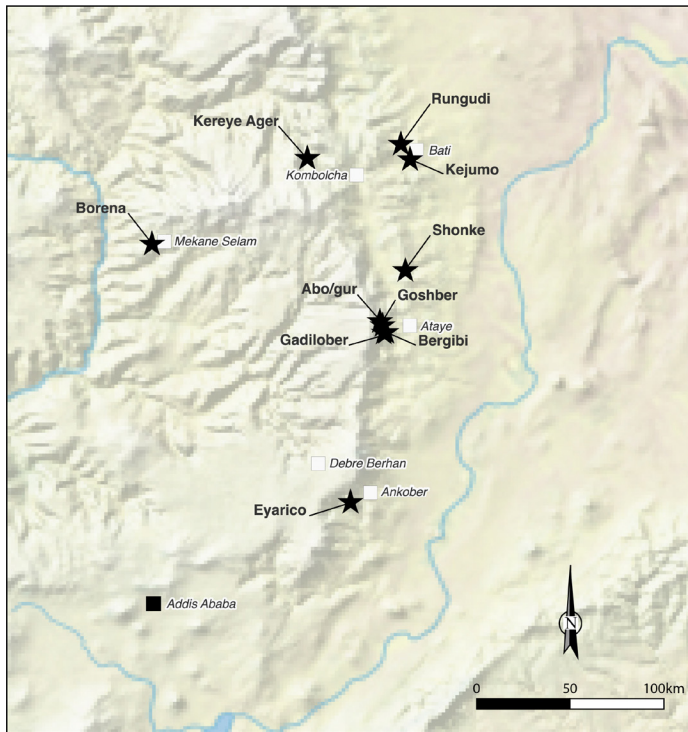 Rungudi
Kereye Ager
Bati
Kombolcha
Kejumo
Borena
Mekane Selam
Shonke
Abo/gur
Goshber
Ataye
Gadilober
Bergibi
Debre Berhan
Ankober
Eyarico
Addis Ababa
N
0 50 100km